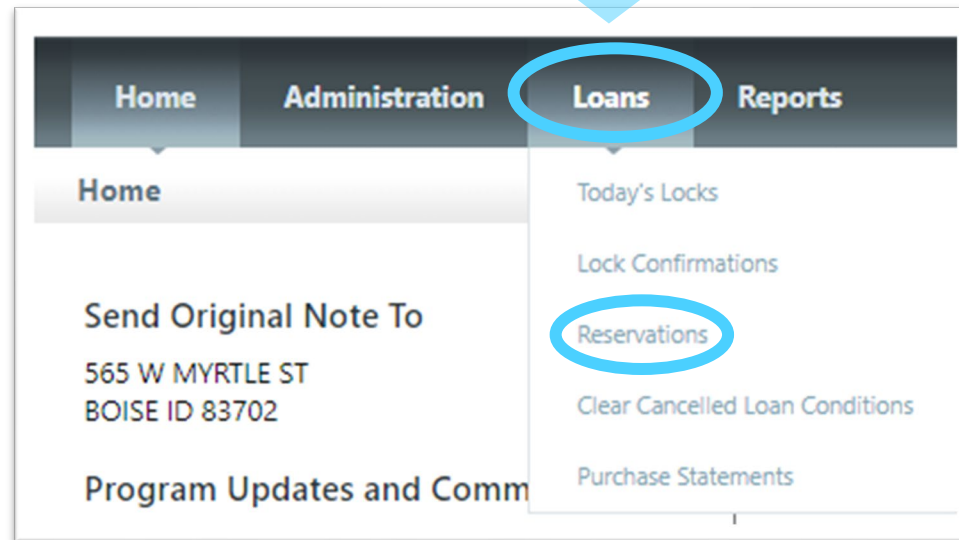 Home Administration Loans Reports
Home
Today's Locks
Lock Confirmations
Reservations
Clear Cancelled Loan Conditions
Purchase Statements
Send Original Note To
565 W MYRTLE ST
BOISE ID 83702
Program Updates and Comm